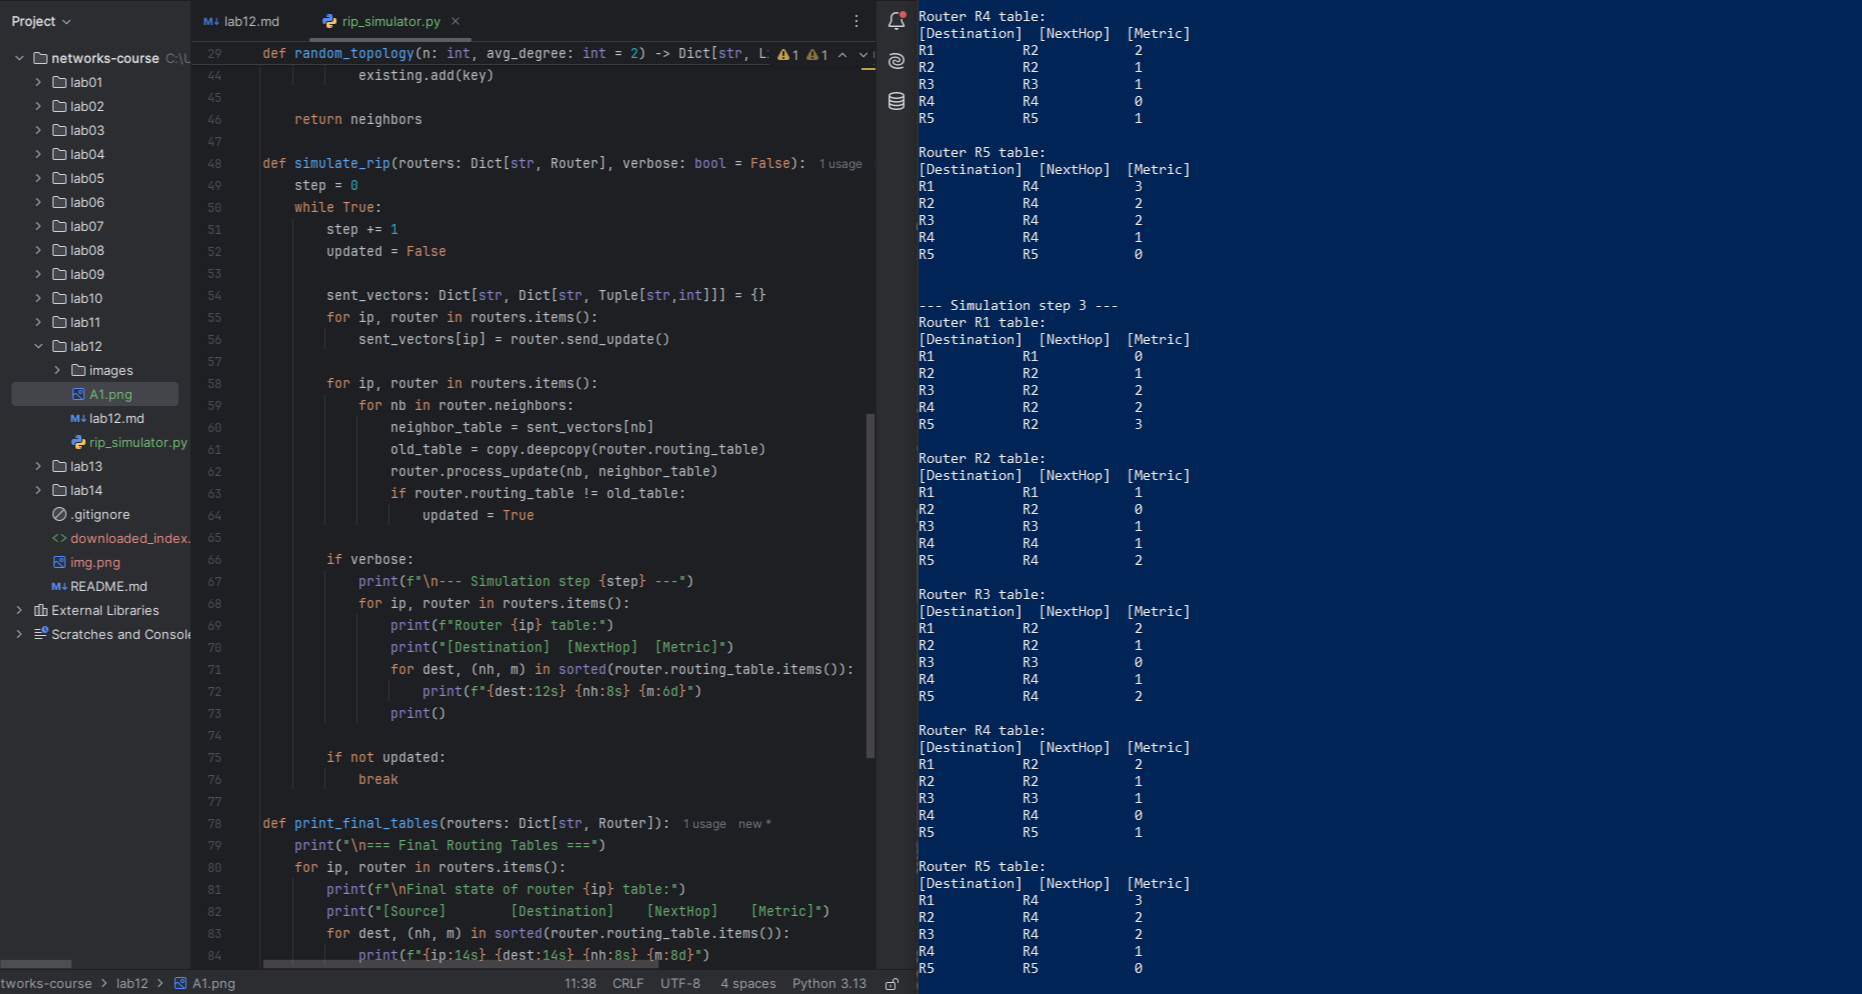 Project
networks-course C:\U
lab01
lab02
lab03
lab04
lab05
lab06
lab07
lab08
lab09
lab10
lab11
lab12
images
A1.png
lab12.md
rip_simulator.py
lab13
lab14
.gitignore
downloaded_index.
img.png
README.md
External Libraries
Scratches and Console
lab12.md
rip_simulator.py
29 def random_topology(n: int, avg_degree: int = 2) -> Dict[str, L 1 1
44 existing.add(key)
45
46 return neighbors
47
48 def simulate_rip(routers: Dict[str, Router], verbose: bool = False): 1 usage
49 step = 0
50 while True:
51 step += 1
52 updated = False
53
54 sent_vectors: Dict[str, Dict[str, Tuple[str,int]]] = {}
55 for ip, router in routers.items():
56 sent_vectors[ip] = router.send_update()
57
58 for ip, router in routers.items():
59 for nb in router.neighbors:
60 neighbor_table = sent_vectors[nb]
61 old_table = copy.deepcopy(router.routing_table)
62 router.process_update(nb, neighbor_table)
63 if router.routing_table != old_table:
64 updated = True
65
66 if verbose:
67 print(f"\n--- Simulation step {step} ---")
68 for ip, router in routers.items():
69 print(f"Router {ip} table:")
70 print("[Destination]  [NextHop]  [Metric]")
71 for dest, (nh, m) in sorted(router.routing_table.items()):
72 print(f"{dest:12s} {nh:8s} {m:6d}")
73 print()
74
75 if not updated:
76 break
77
78 def print_final_tables(routers: Dict[str, Router]): 1 usage new *
79 print("\n=== Final Routing Tables ===")
80 for ip, router in routers.items():
81 print(f"\nFinal state of router {ip} table:")
82 print("[Source]        [Destination]    [NextHop]    [Metric]")
83 for dest, (nh, m) in sorted(router.routing_table.items()):
84 print(f"{ip:14s} {dest:14s} {nh:8s} {m:8d}")
tworks-course > lab12 > A1.png
11:38 CRLF UTF-8 4 spaces Python 3.13
Router R4 table:
[Destination]  [NextHop]  [Metric]
R1 R2 2
R2 R2 1
R3 R3 1
R4 R4 0
R5 R5 1
Router R5 table:
[Destination]  [NextHop]  [Metric]
R1 R4 3
R2 R4 2
R3 R4 2
R4 R4 1
R5 R5 0
--- Simulation step 3 ---
Router R1 table:
[Destination]  [NextHop]  [Metric]
R1 R1 0
R2 R2 1
R3 R2 2
R4 R2 2
R5 R2 3
Router R2 table:
[Destination]  [NextHop]  [Metric]
R1 R1 1
R2 R2 0
R3 R3 1
R4 R4 1
R5 R4 2
Router R3 table:
[Destination]  [NextHop]  [Metric]
R1 R2 2
R2 R2 1
R3 R3 0
R4 R4 1
R5 R4 2
Router R4 table:
[Destination]  [NextHop]  [Metric]
R1 R2 2
R2 R2 1
R3 R3 1
R4 R4 0
R5 R5 1
Router R5 table:
[Destination]  [NextHop]  [Metric]
R1 R4 3
R2 R4 2
R3 R4 2
R4 R4 1
R5 R5 0